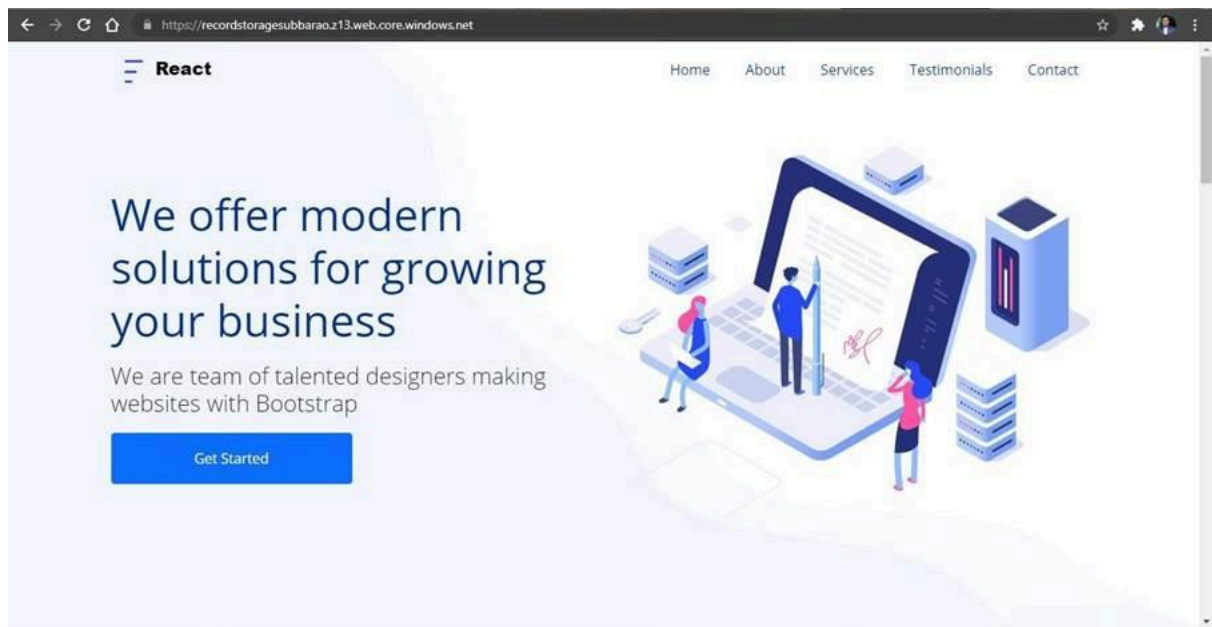 https://recordstoragesubbarao.z13.web.core.windows.net
React
Home About Services Testimonials Contact
We offer modern
solutions for growing
your business
We are team of talented designers making
websites with Bootstrap
Get Started